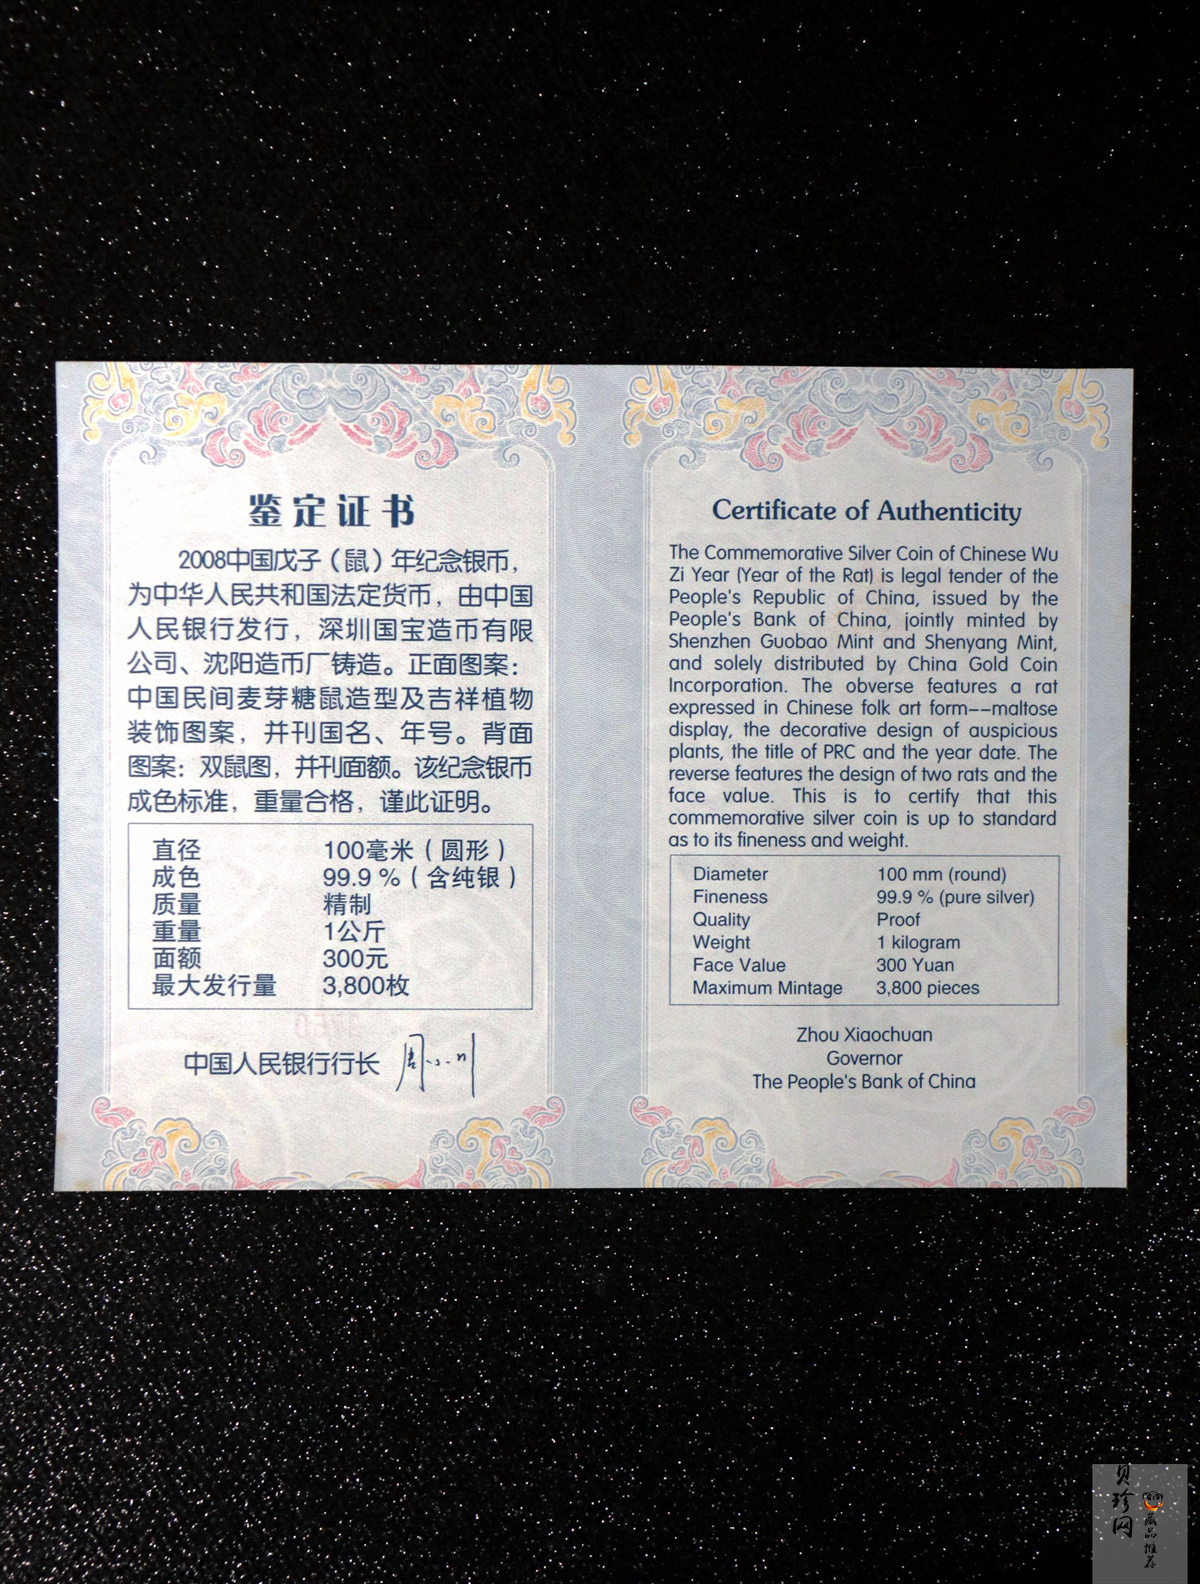 鉴定证书
2008中国戊子（鼠）年纪念银币，
为中华人民共和国法定货币，由中国
人民银行发行，深圳国宝造币有限
公司、沈阳造币厂铸造。正面图案：
中国民间麦芽糖鼠造型及吉祥植物
装饰图案，并刊国名、年号。背面
图案：双鼠图，并刊面额。该纪念银币
成色标准，重量合格，谨此证明。
直径 100毫米（圆形）
成色 99.9％（含纯银）
质量 精制
重量 1公斤
面额 300元
最大发行量 3,800枚
中国人民银行行长 周小川
Certificate of Authenticity
The Commemorative Silver Coin of Chinese Wu
Zi Year (Year of the Rat) is legal tender of the
People's Republic of China, issued by the
People's Bank of China, jointly minted by
Shenzhen Guobao Mint and Shenyang Mint,
and solely distributed by China Gold Coin
Incorporation. The obverse features a rat
expressed in Chinese folk art form--maltose
display, the decorative design of auspicious
plants, the title of PRC and the year date. The
reverse features the design of two rats and the
face value. This is to certify that this
commemorative silver coin is up to standard
as to its fineness and weight.
Diameter 100 mm (round)
Fineness 99.9 % (pure silver)
Quality Proof
Weight 1 kilogram
Face Value 300 Yuan
Maximum Mintage 3,800 pieces
Zhou Xiaochuan
Governor
The People's Bank of China
贝珍网
藏品推荐